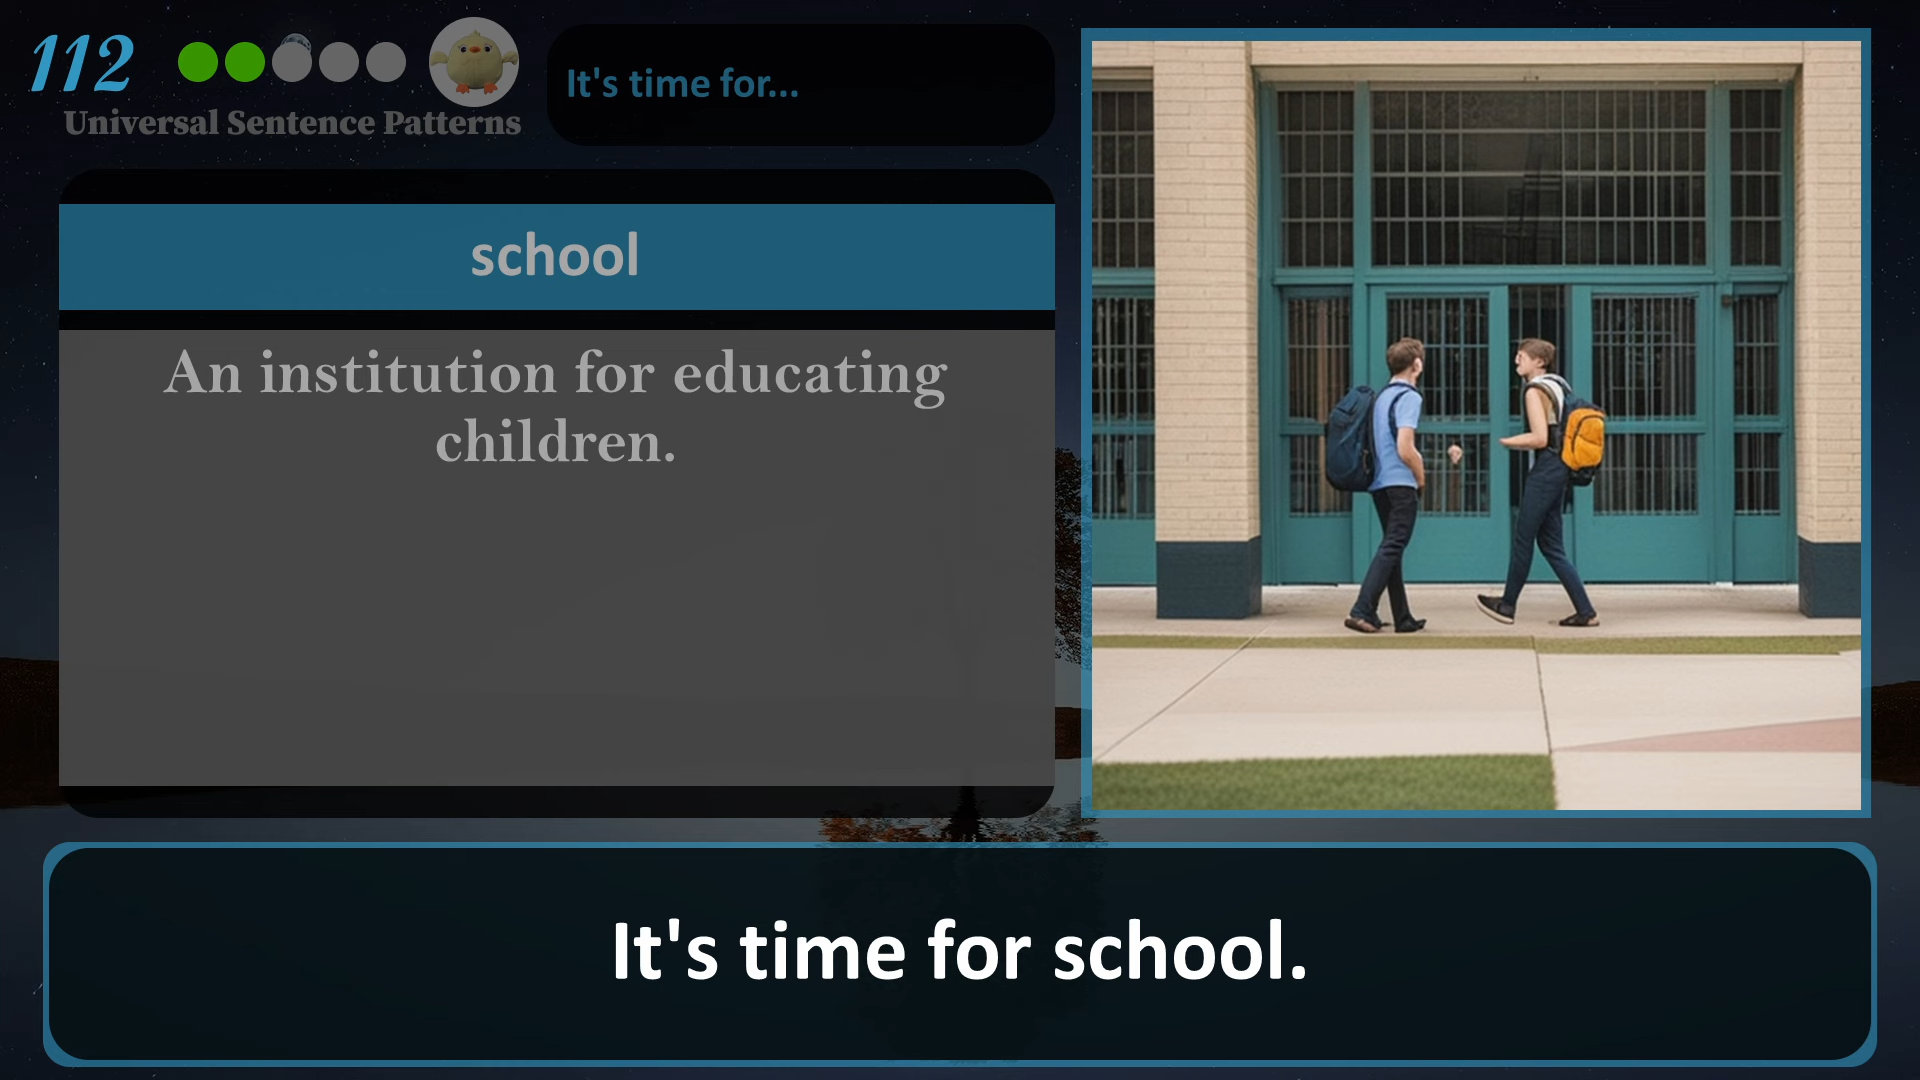 112
Universal Sentence Patterns
It's time for...
school
An institution for educating
children.
It's time for school.